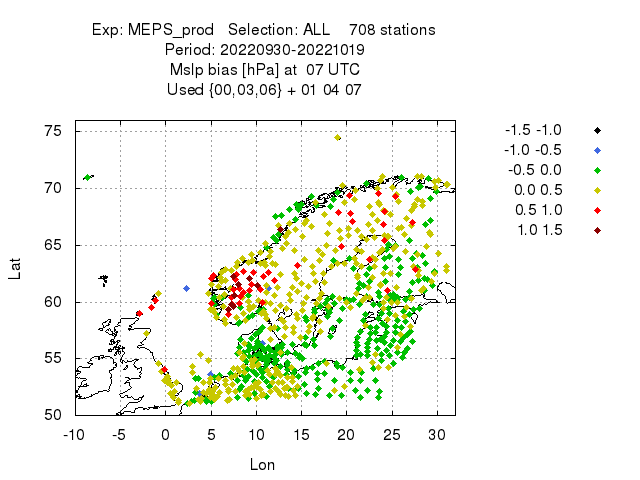 Exp: MEPS_prod   Selection: ALL    708 stations
Period: 20220930-20221019
Mslp bias [hPa] at  07 UTC
Used {00,03,06} + 01 04 07
75
70
65
60
55
50
Lat
-10 -5 0 5 10 15 20 25 30
Lon
-1.5 -1.0
-1.0 -0.5
-0.5 0.0
0.0 0.5
0.5 1.0
1.0 1.5